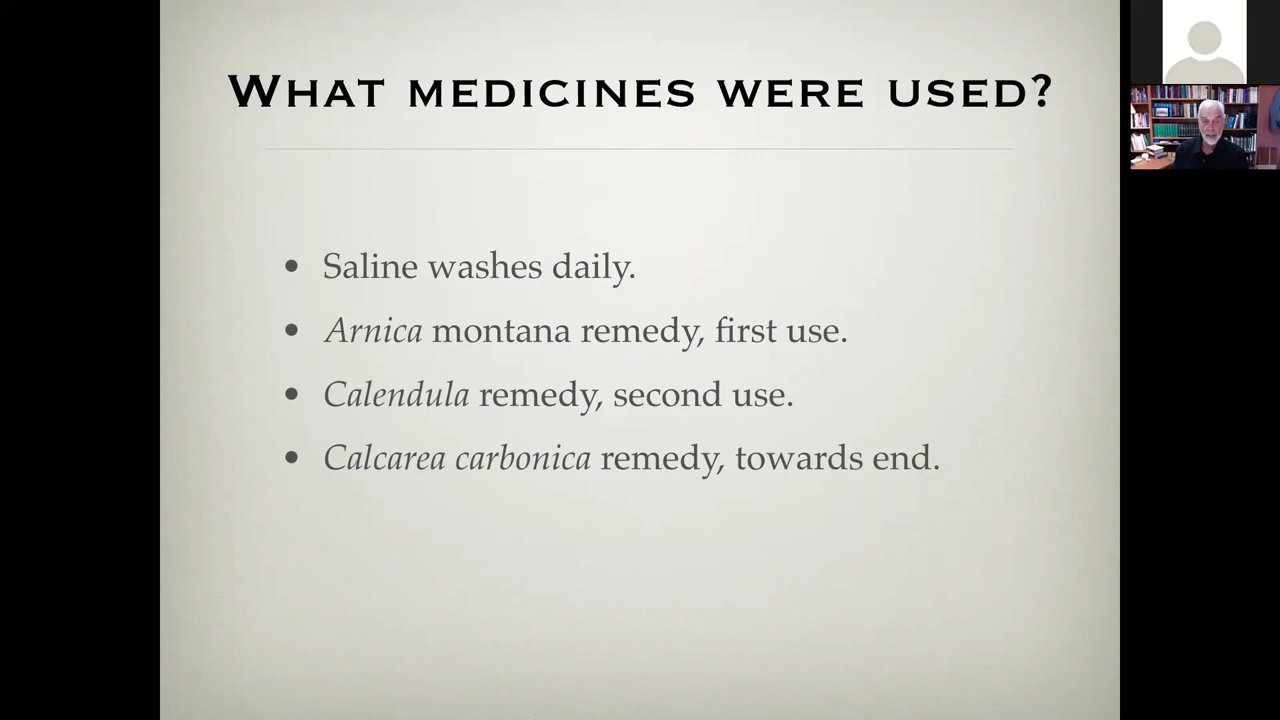 What medicines were used?
• Saline washes daily.
• Arnica montana remedy, first use.
• Calendula remedy, second use.
• Calcarea carbonica remedy, towards end.